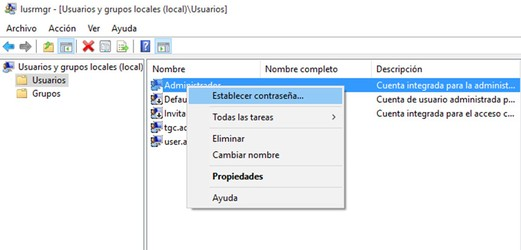 lusrmgr - [Usuarios y grupos locales (local)\Usuarios]
Archivo Acción Ver Ayuda
Usuarios y grupos locales (local)
Usuarios
Grupos
Nombre Nombre completo Descripción
Administrador Cuenta integrada para la administ...
Defau Cuenta de usuario administrada p...
Invita Cuenta integrada para el acceso c...
tgc.ac
user.a
Establecer contraseña...
Todas las tareas
Eliminar
Cambiar nombre
Propiedades
Ayuda